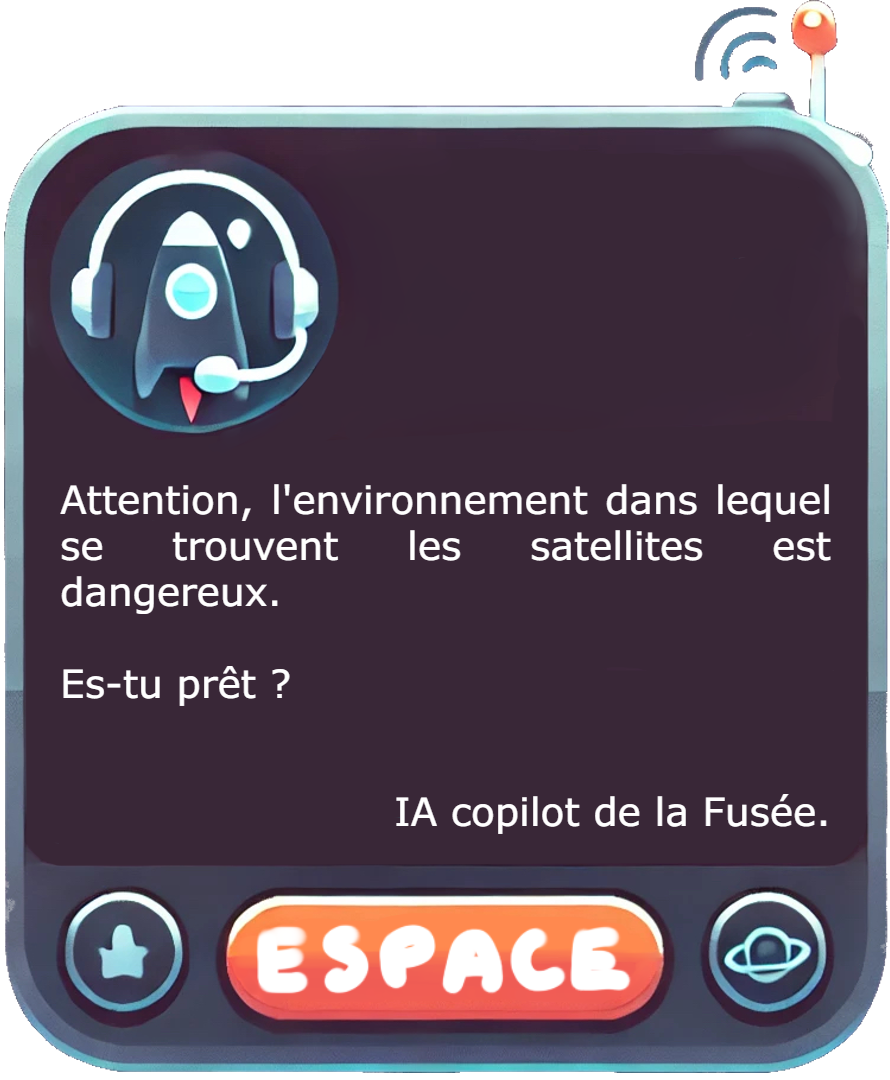 Attention, l'environnement dans lequel
se trouvent les satellites est
dangereux.
Es-tu prêt ?
IA copilot de la Fusée.
ESPACE